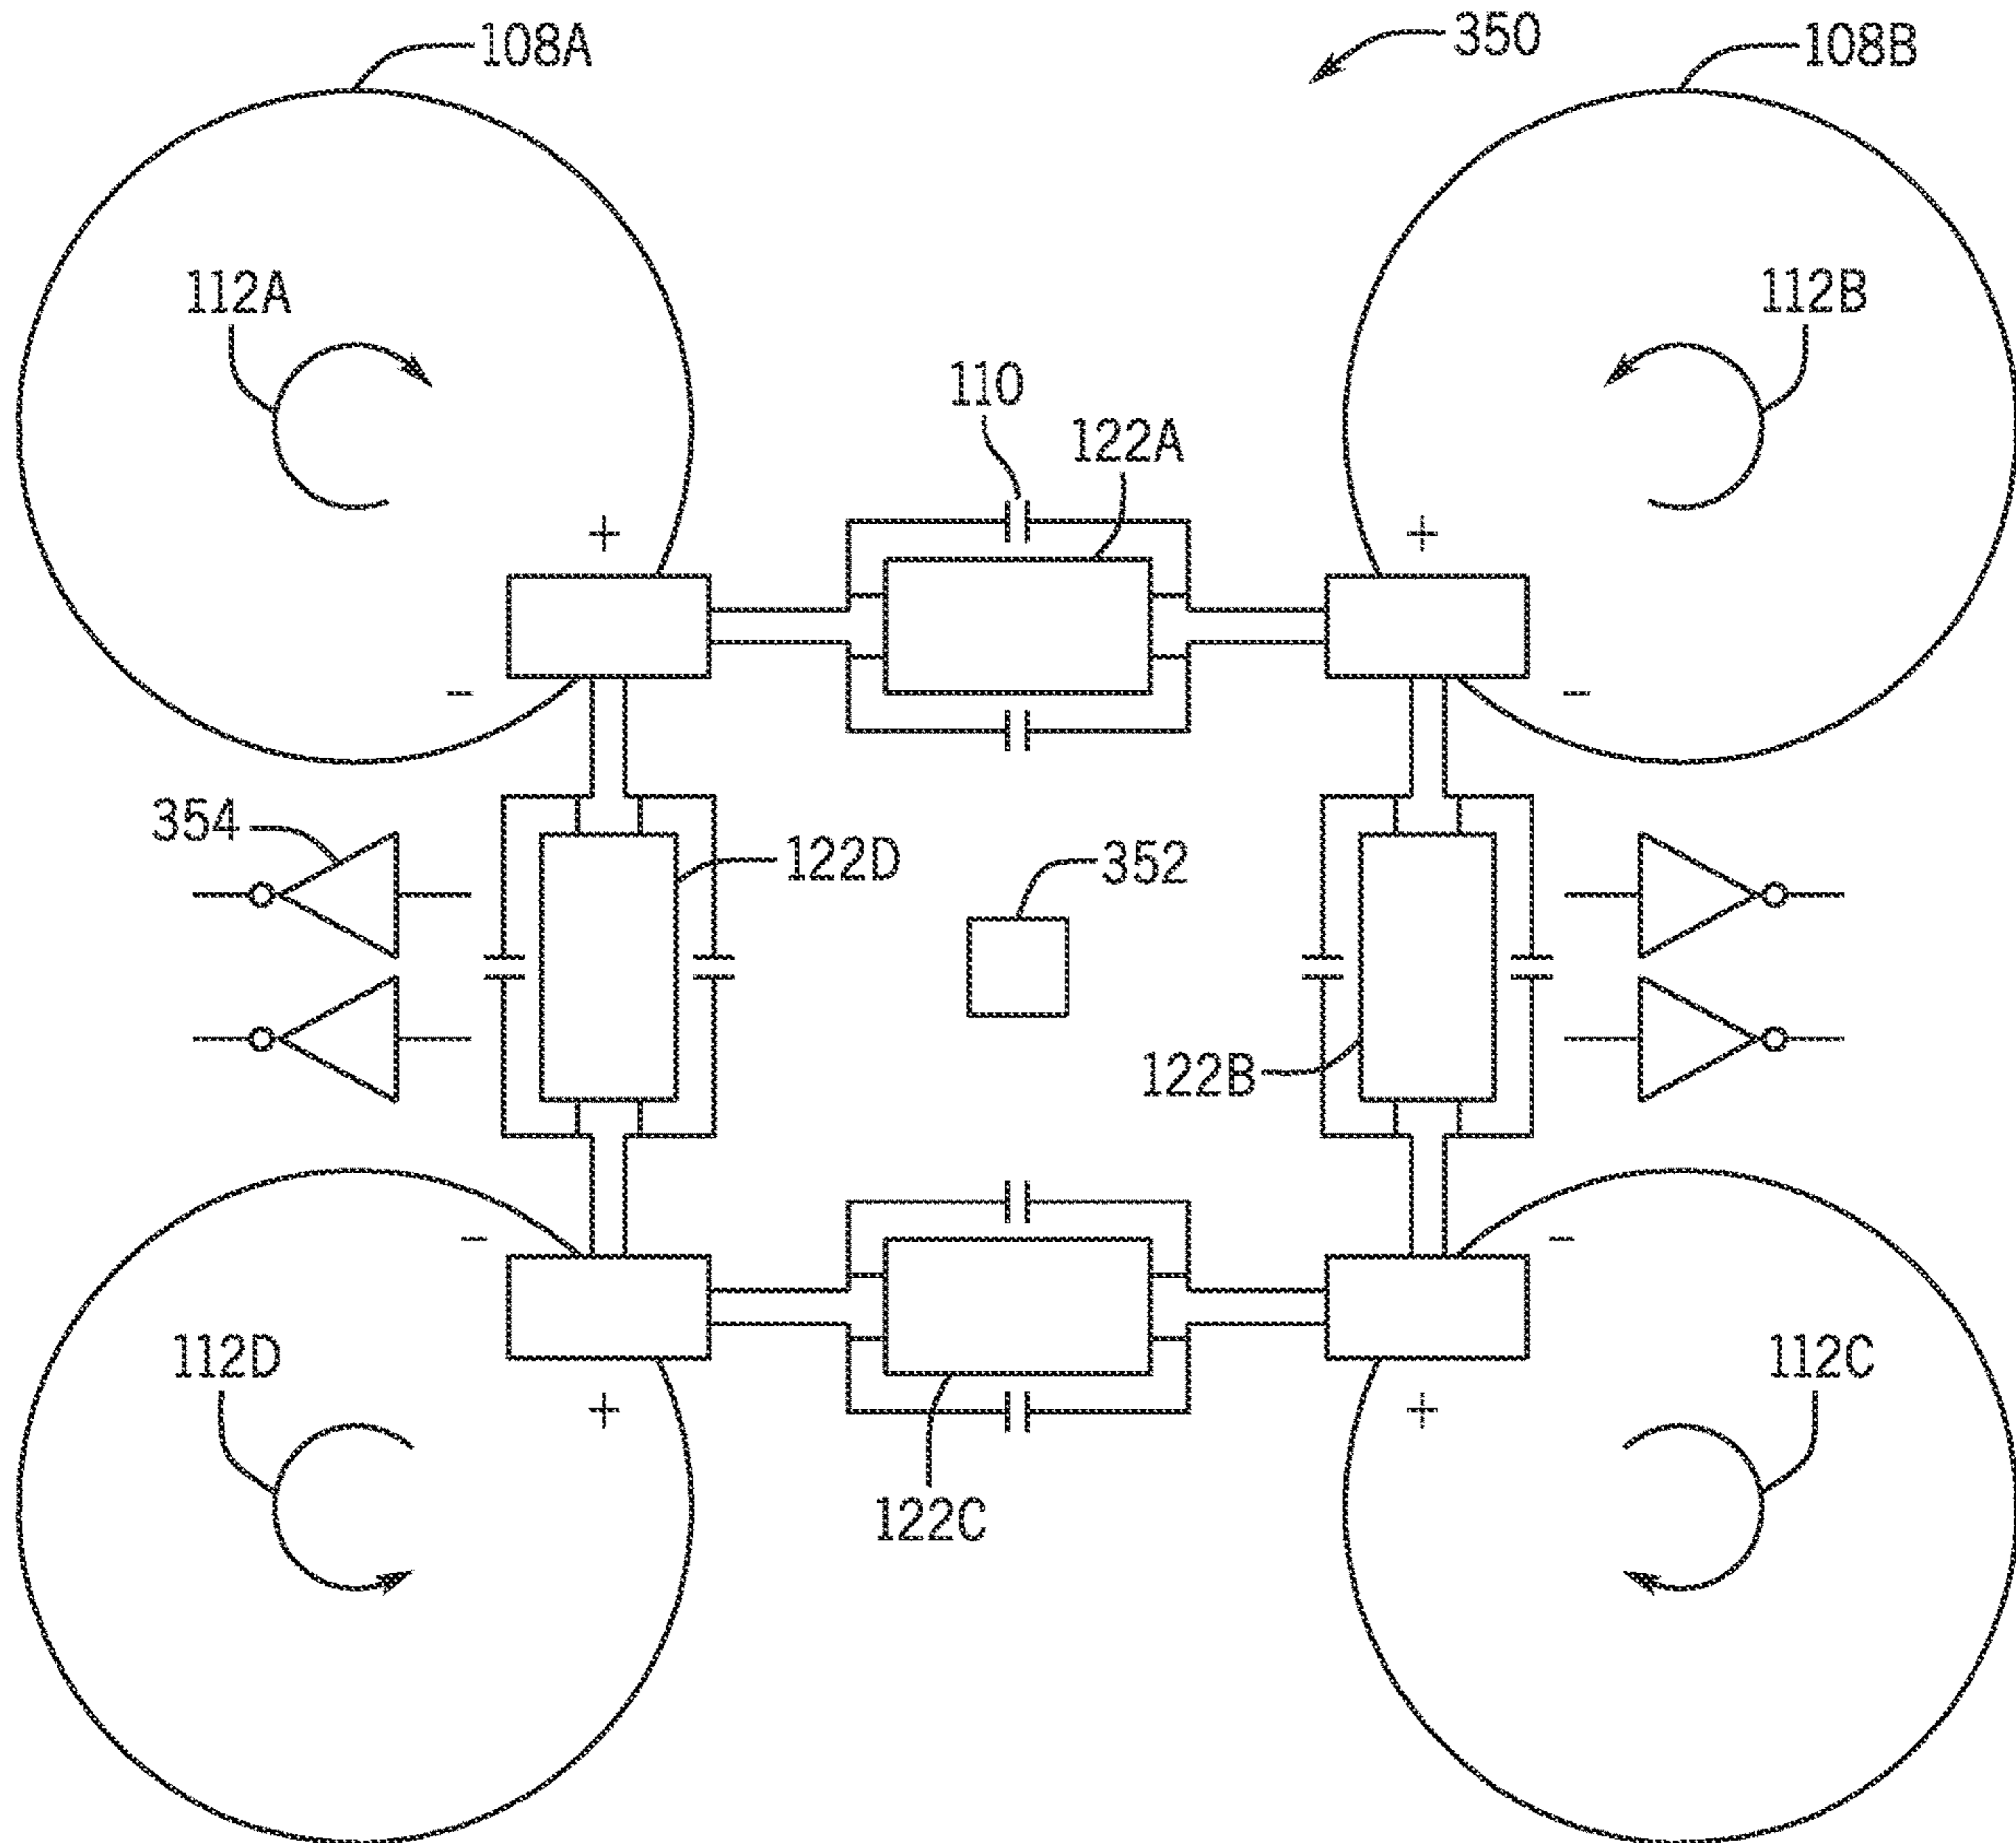 108A
350
108B
112A
112B
110
122A
+
+
-
-
354
122D
352
122B
-
-
112D
112C
+
+
122C